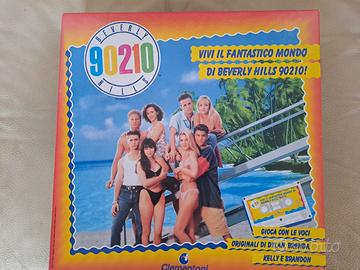 BEVERLY
90210
HILLS
VIVI IL FANTASTICO MONDO
DI BEVERLY HILLS 90210!
GIOCA CON LE VOCI
ORIGINALI DI DYLAN, BRENDA
KELLY E BRANDON
Clementoni